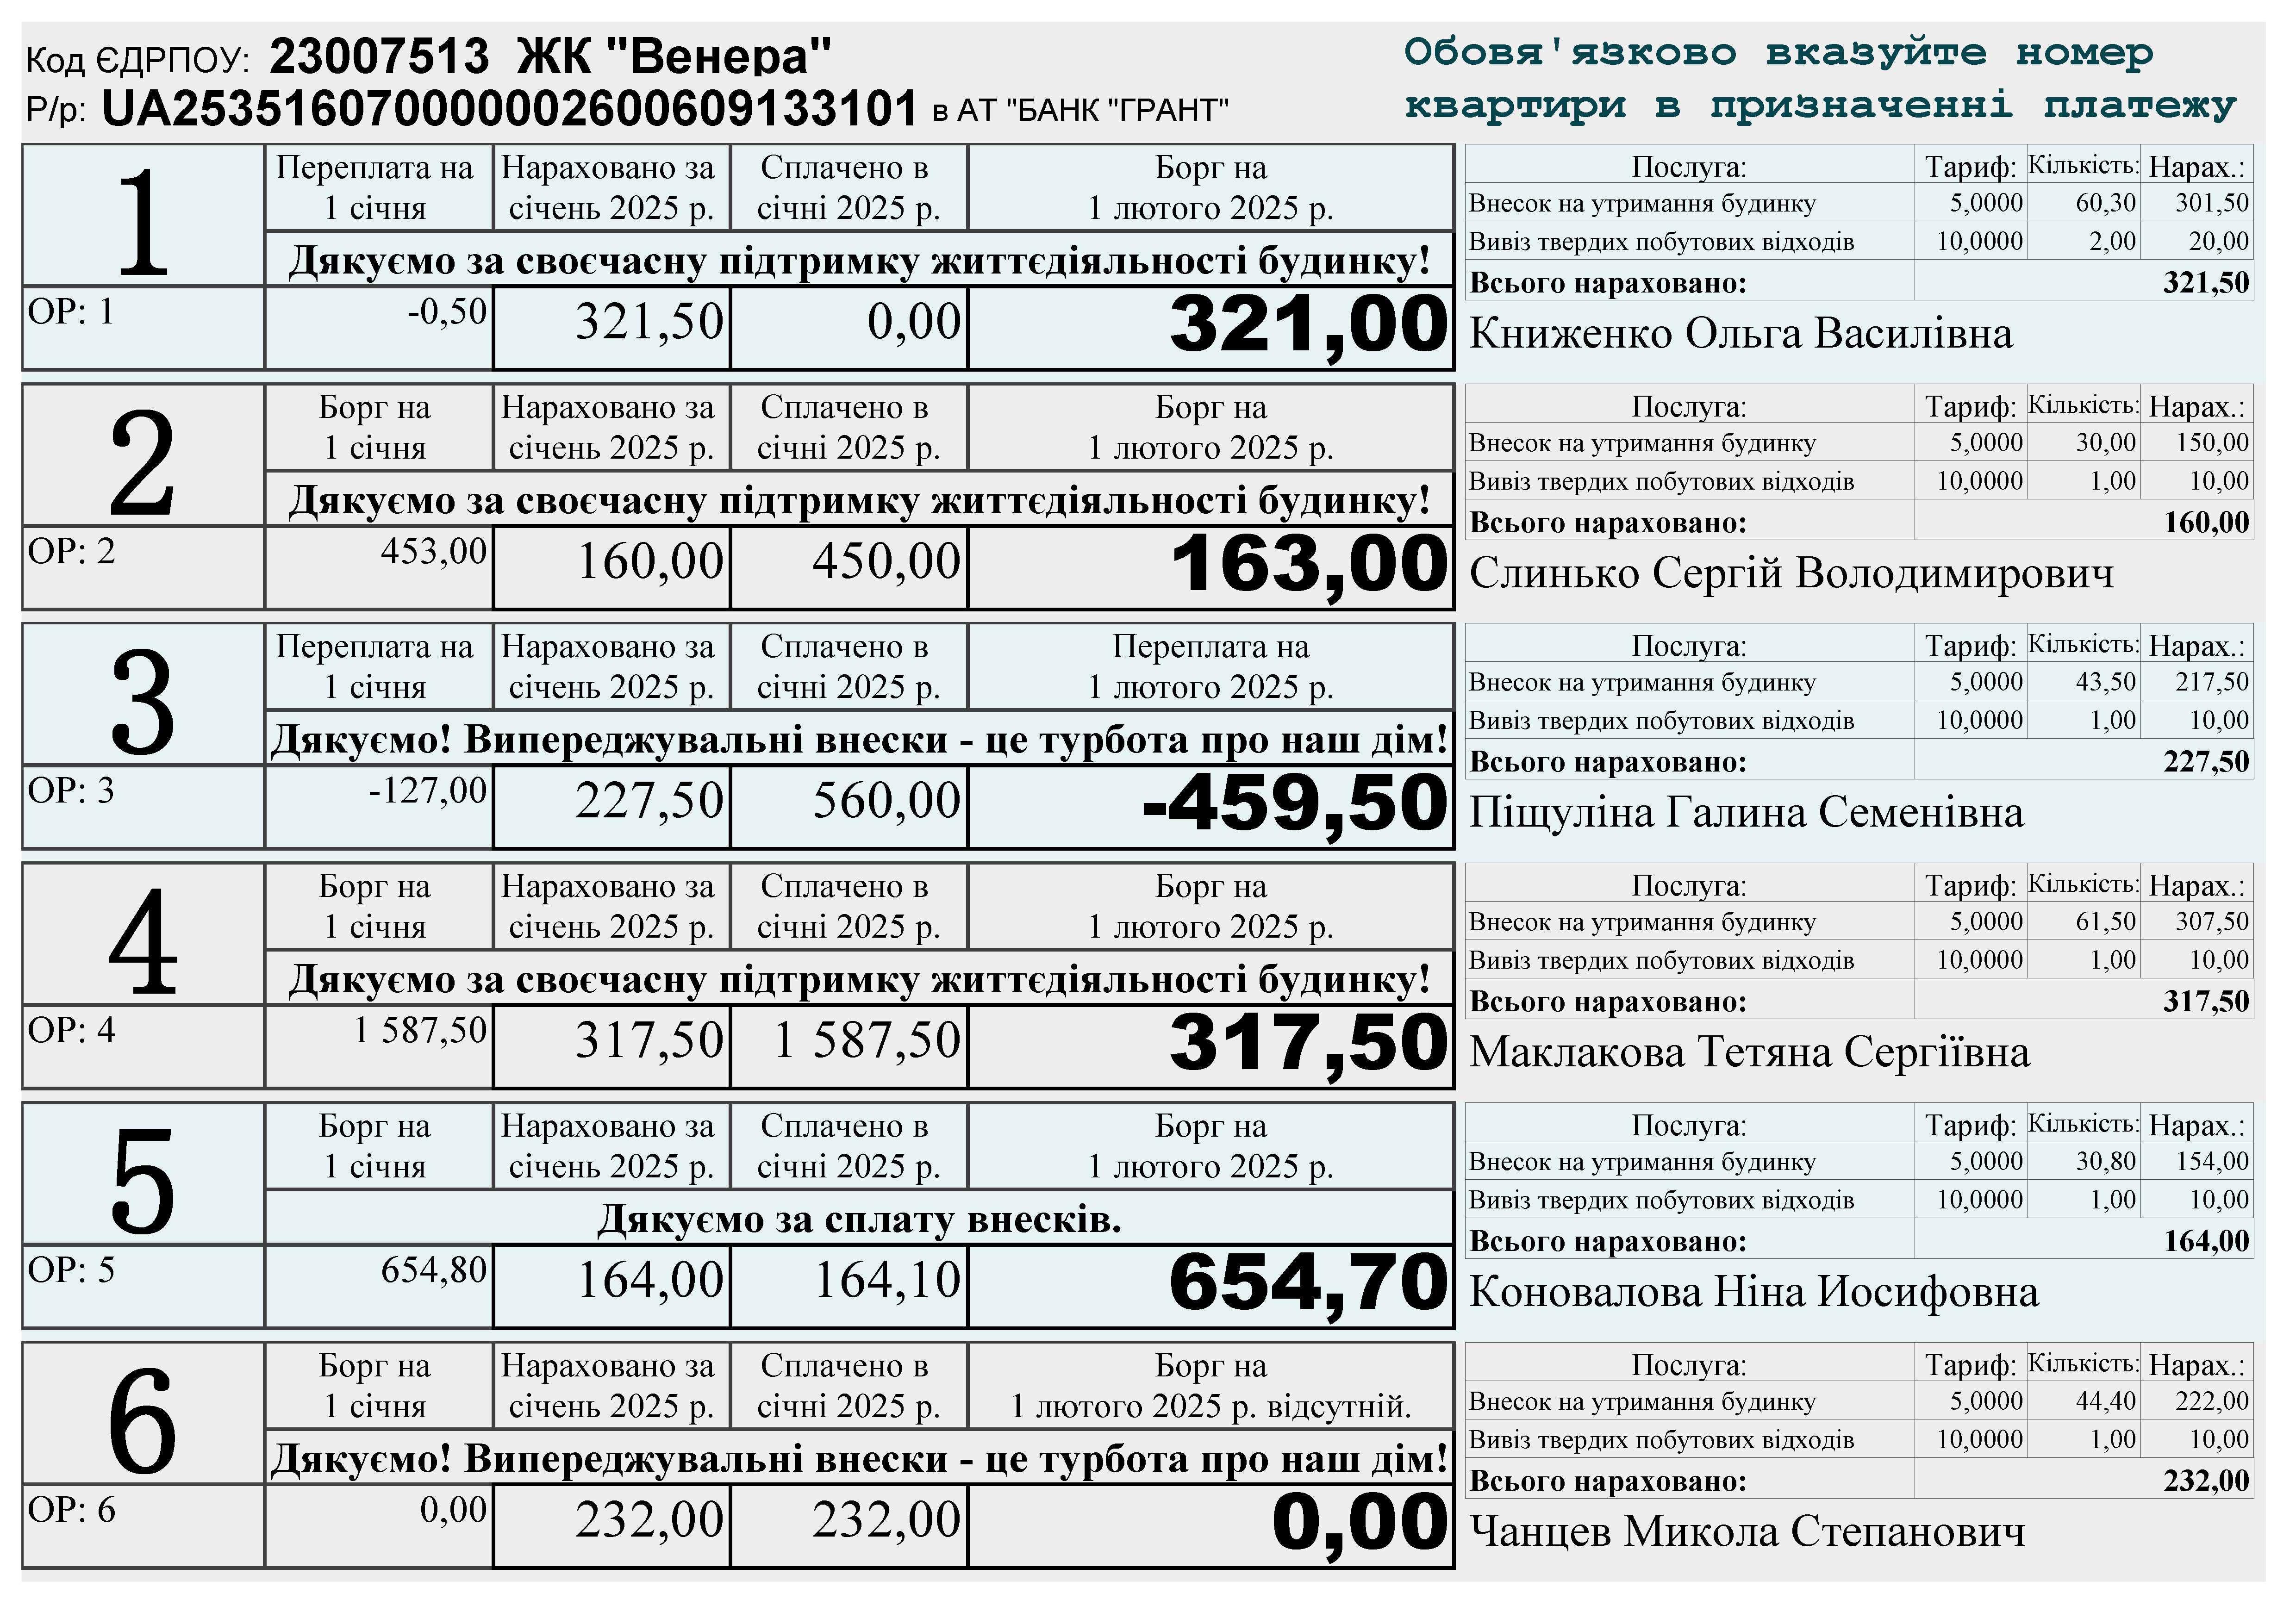 Код ЄДРПОУ: 23007513 ЖК "Венера"
Р/р: UA253516070000002600609133101 в АТ "БАНК "ГРАНТ"
Обовя'язково вказуйте номер
квартири в призначенні платежу
1
Переплата на
1 січня
Нараховано за
січень 2025 р.
Сплачено в
січні 2025 р.
Борг на
1 лютого 2025 р.
Дякуємо за своєчасну підтримку життєдіяльності будинку!
ОР: 1 -0,50 321,50 0,00 321,00
Послуга: Тариф: Кількість: Нарах.:
Внесок на утримання будинку 5,0000 60,30 301,50
Вивіз твердих побутових відходів 10,0000 2,00 20,00
Всього нараховано: 321,50
Книженко Ольга Василівна
2
Борг на
1 січня
Нараховано за
січень 2025 р.
Сплачено в
січні 2025 р.
Борг на
1 лютого 2025 р.
Дякуємо за своєчасну підтримку життєдіяльності будинку!
ОР: 2 453,00 160,00 450,00 163,00
Послуга: Тариф: Кількість: Нарах.:
Внесок на утримання будинку 5,0000 30,00 150,00
Вивіз твердих побутових відходів 10,0000 1,00 10,00
Всього нараховано: 160,00
Слинько Сергій Володимирович
3
Переплата на
1 січня
Нараховано за
січень 2025 р.
Сплачено в
січні 2025 р.
Переплата на
1 лютого 2025 р.
Дякуємо! Випереджувальні внески - це турбота про наш дім!
ОР: 3 -127,00 227,50 560,00 -459,50
Послуга: Тариф: Кількість: Нарах.:
Внесок на утримання будинку 5,0000 43,50 217,50
Вивіз твердих побутових відходів 10,0000 1,00 10,00
Всього нараховано: 227,50
Піщуліна Галина Семенівна
4
Борг на
1 січня
Нараховано за
січень 2025 р.
Сплачено в
січні 2025 р.
Борг на
1 лютого 2025 р.
Дякуємо за своєчасну підтримку життєдіяльності будинку!
ОР: 4 1 587,50 317,50 1 587,50 317,50
Послуга: Тариф: Кількість: Нарах.:
Внесок на утримання будинку 5,0000 61,50 307,50
Вивіз твердих побутових відходів 10,0000 1,00 10,00
Всього нараховано: 317,50
Маклакова Тетяна Сергіївна
5
Борг на
1 січня
Нараховано за
січень 2025 р.
Сплачено в
січні 2025 р.
Борг на
1 лютого 2025 р.
Дякуємо за сплату внесків.
ОР: 5 654,80 164,00 164,10 654,70
Послуга: Тариф: Кількість: Нарах.:
Внесок на утримання будинку 5,0000 30,80 154,00
Вивіз твердих побутових відходів 10,0000 1,00 10,00
Всього нараховано: 164,00
Коновалова Ніна Иосифовна
6
Борг на
1 січня
Нараховано за
січень 2025 р.
Сплачено в
січні 2025 р.
Борг на
1 лютого 2025 р. відсутній.
Дякуємо! Випереджувальні внески - це турбота про наш дім!
ОР: 6 0,00 232,00 232,00 0,00
Послуга: Тариф: Кількість: Нарах.:
Внесок на утримання будинку 5,0000 44,40 222,00
Вивіз твердих побутових відходів 10,0000 1,00 10,00
Всього нараховано: 232,00
Чанцев Микола Степанович